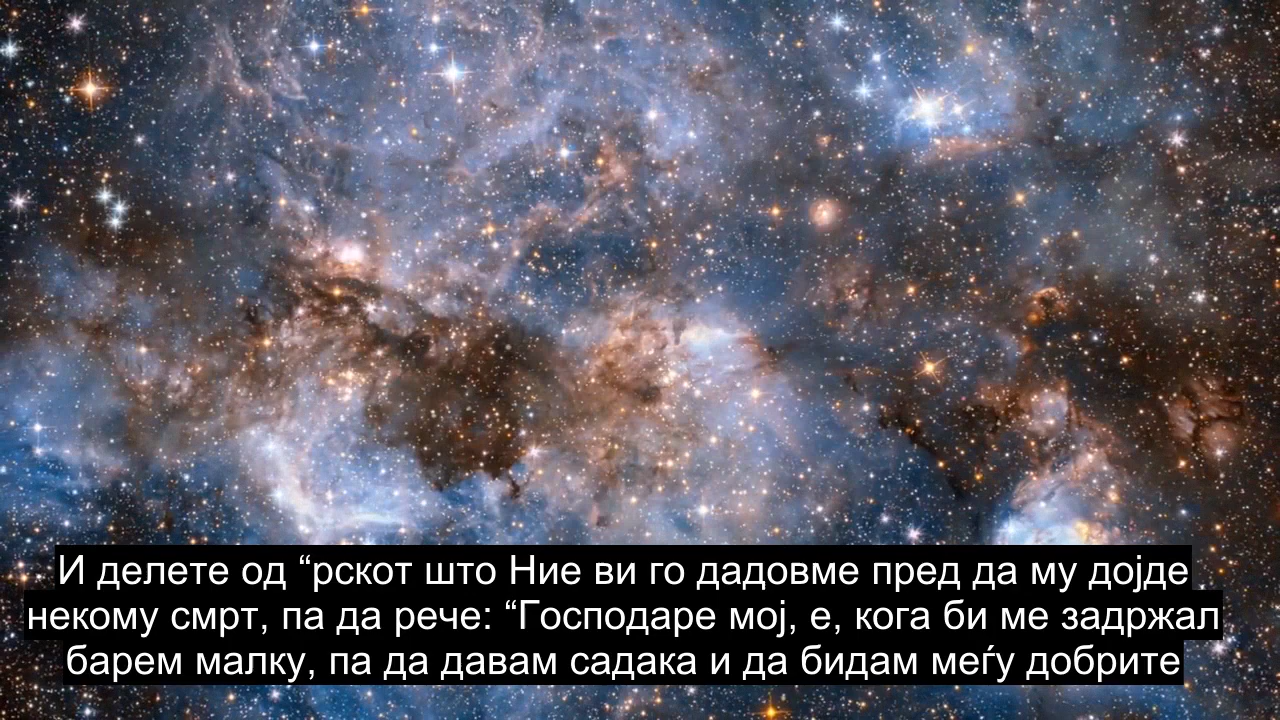 И делете од “рскот што Ние ви го дадовме пред да му дојде
некому смрт, па да рече: “Господаре мој, е, кога би ме задржал
барем малку, па да давам садака и да бидам меѓу добрите